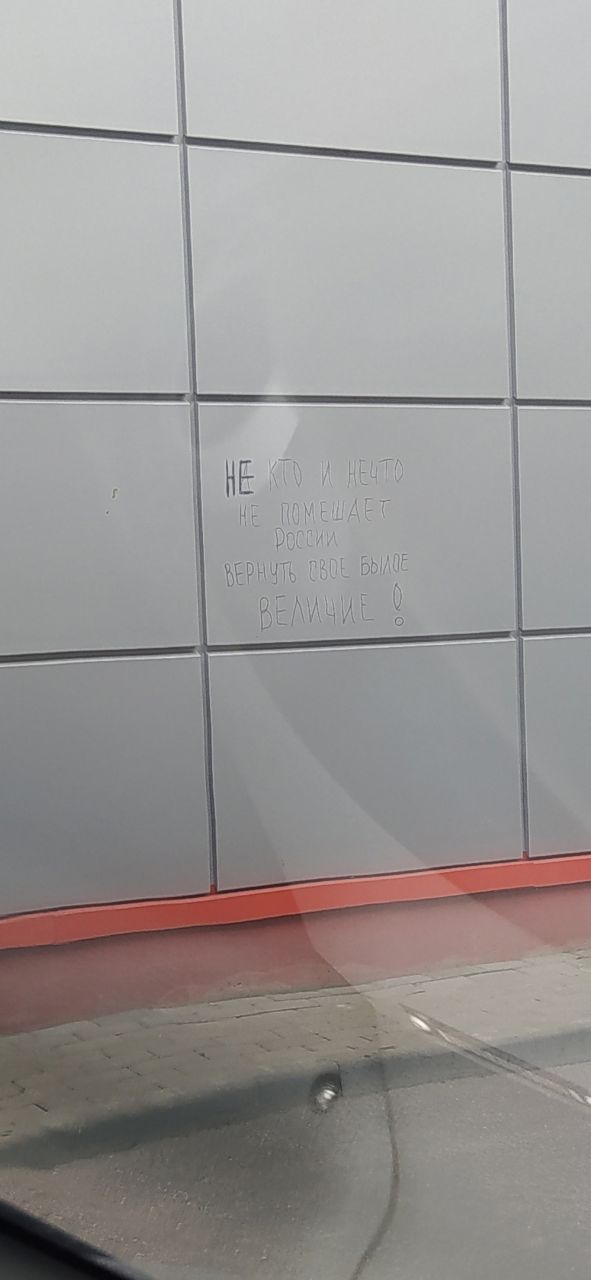 НЕ КТО И НЕЧТО
НЕ ПОМЕШАЕТ
РОССИИ
ВЕРНУТЬ СВОЕ БЫЛОЕ
ВЕЛИЧИЕ !